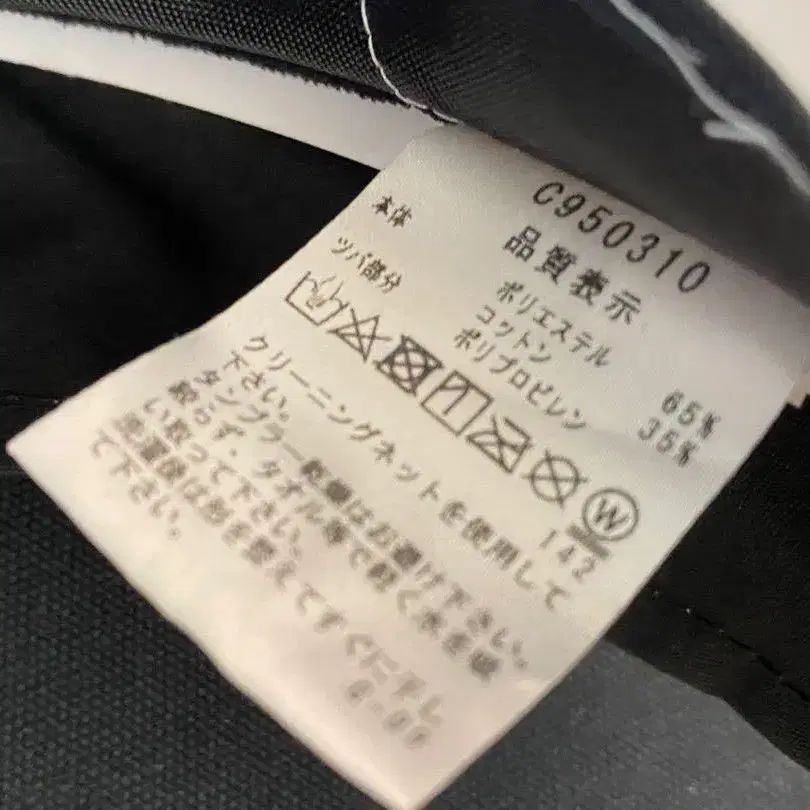 C950310
品質表示
本体 ポリエステル 65%
コットン 35%
ツバ部分 ポリプロピレン
142
クリーニングネットを使用して
下さい。
タンブラー乾燥はお避け下さい。
絞らず、タオル等で軽く水を吸
い取って下さい。
洗濯後は形を整えてすぐに干し
て下さい。